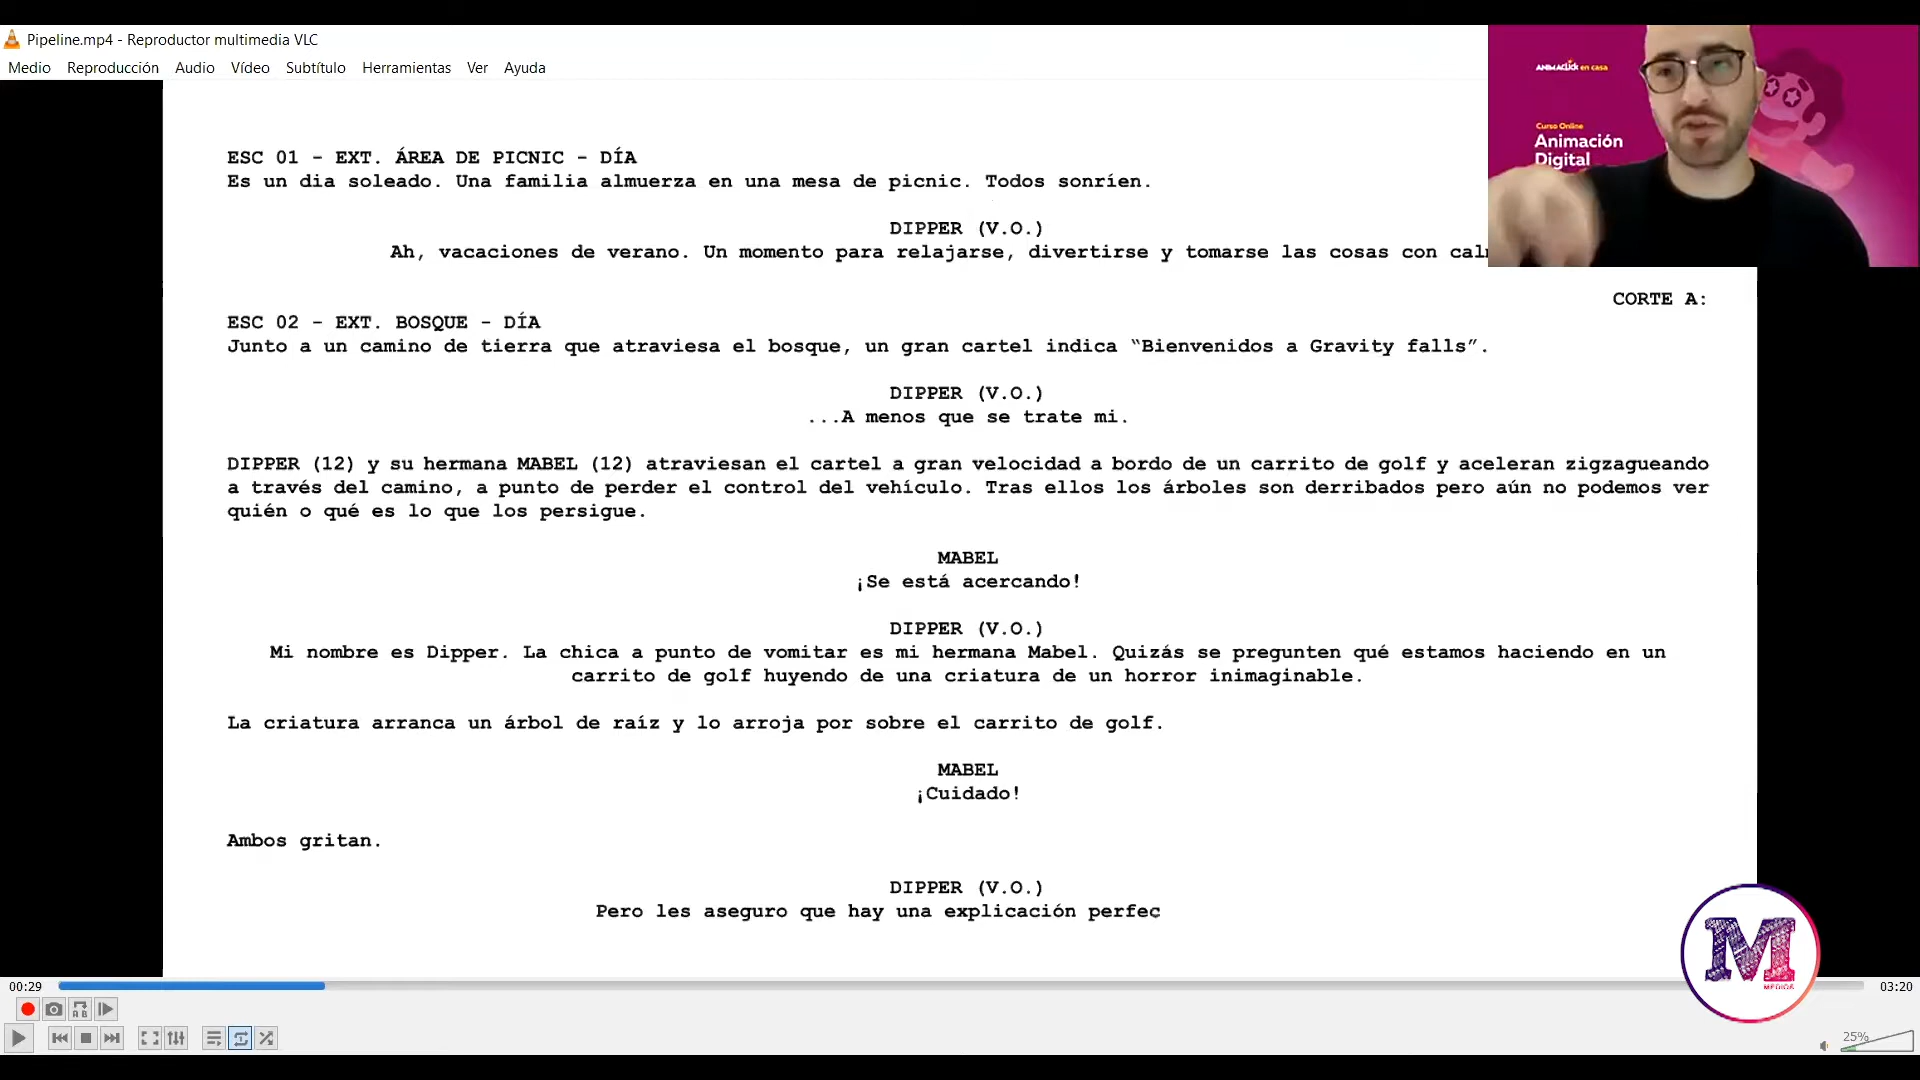 Pipeline.mp4 - Reproductor multimedia VLC
Medio Reproducción Audio Vídeo Subtítulo Herramientas Ver Ayuda
ANIMACLICK en casa
Curso Online
Animación
Digital
ESC 01 - EXT. ÁREA DE PICNIC - DÍA
Es un dia soleado. Una familia almuerza en una mesa de picnic. Todos sonríen.
DIPPER (V.O.)
Ah, vacaciones de verano. Un momento para relajarse, divertirse y tomarse las cosas con
CORTE A:
ESC 02 - EXT. BOSQUE - DÍA
Junto a un camino de tierra que atraviesa el bosque, un gran cartel indica “Bienvenidos a Gravity falls”.
DIPPER (V.O.)
...A menos que se trate mi.
DIPPER (12) y su hermana MABEL (12) atraviesan el cartel a gran velocidad a bordo de un carrito de golf y aceleran zigzagueando
a través del camino, a punto de perder el control del vehículo. Tras ellos los árboles son derribados pero aún no podemos ver
quién o qué es lo que los persigue.
MABEL
¡Se está acercando!
DIPPER (V.O.)
Mi nombre es Dipper. La chica a punto de vomitar es mi hermana Mabel. Quizás se pregunten qué estamos haciendo en un
carrito de golf huyendo de una criatura de un horror inimaginable.
La criatura arranca un árbol de raíz y lo arroja por sobre el carrito de golf.
MABEL
¡Cuidado!
Ambos gritan.
DIPPER (V.O.)
Pero les aseguro que hay una explicación perfec
M
MEDIOS
00:29
03:20
25%